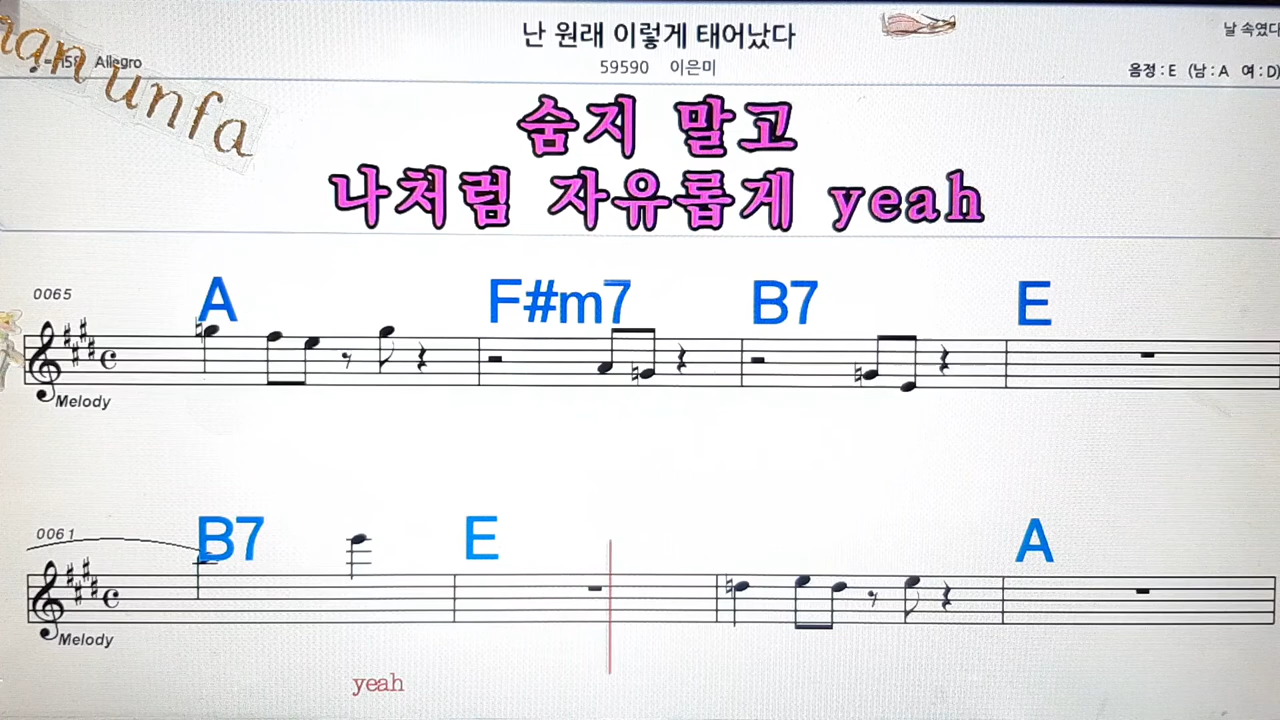 난 원래 이렇게 태어났다
날 속였다
59590 이은미
Allegro
음정 : E (남 : A 여 : D)
unfa
숨지 말고
나처럼 자유롭게 yeah
0065
A F#m7 B7 E
Melody
0061
B7 E A
Melody
yeah